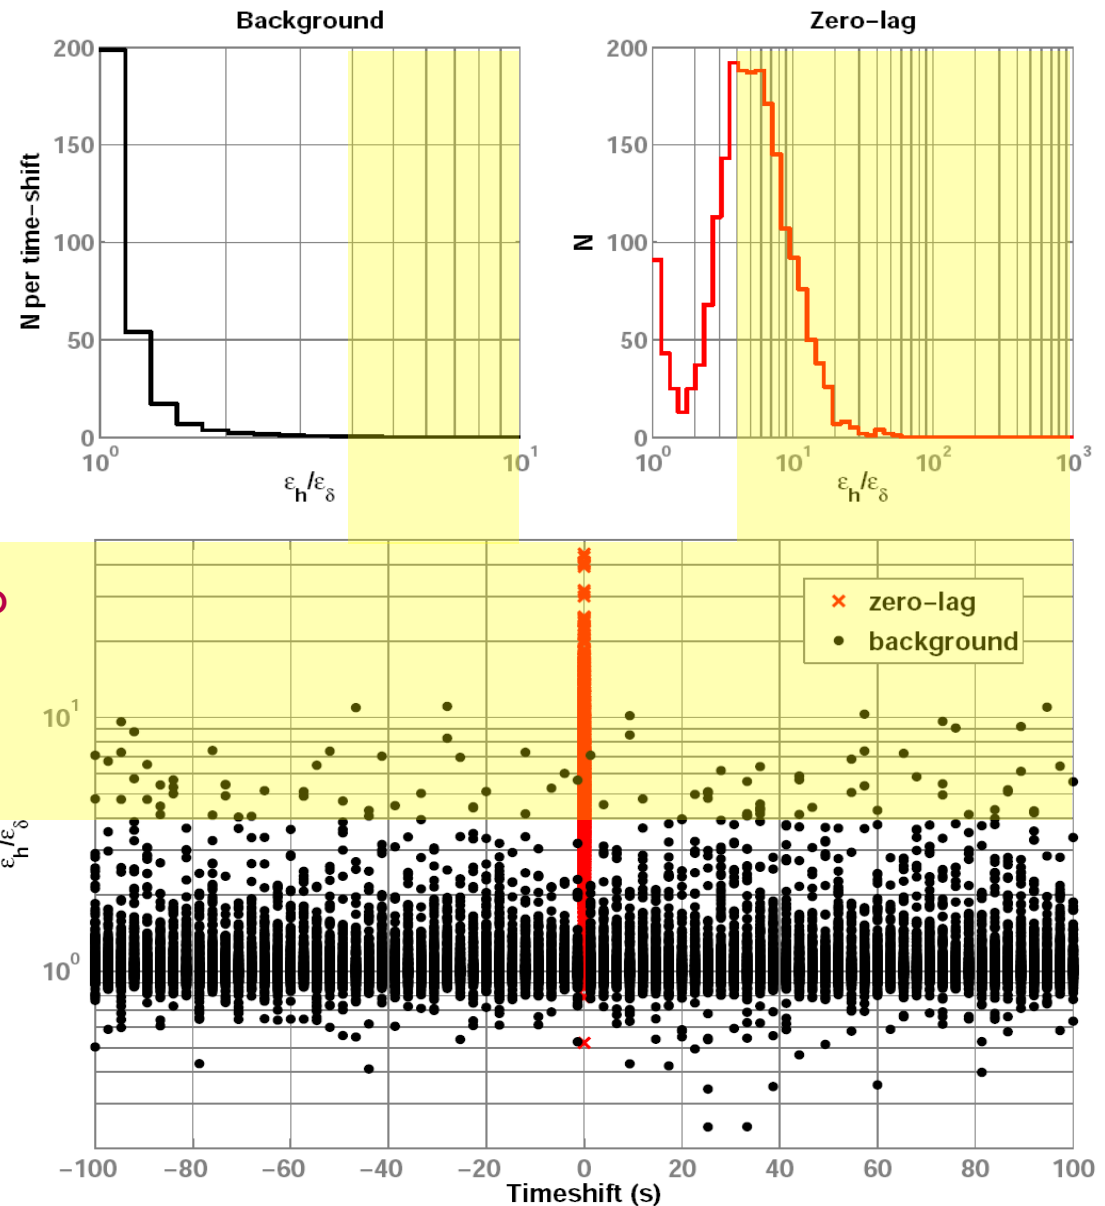 Background
Zero-lag
200
150
100
50
0
N per time-shift
10^0
10^1
ε_h/ε_δ
200
150
100
50
0
N
10^0
10^1
10^2
10^3
ε_h/ε_δ
× zero-lag
• background
10^1
10^0
ε_h/ε_δ
-100
-80
-60
-40
-20
0
20
40
60
80
100
Timeshift (s)